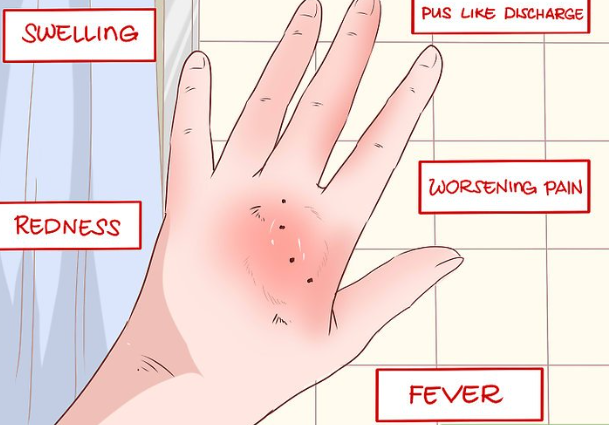 SWELLING
PUS LIKE DISCHARGE
WORSENING PAIN
REDNESS
FEVER